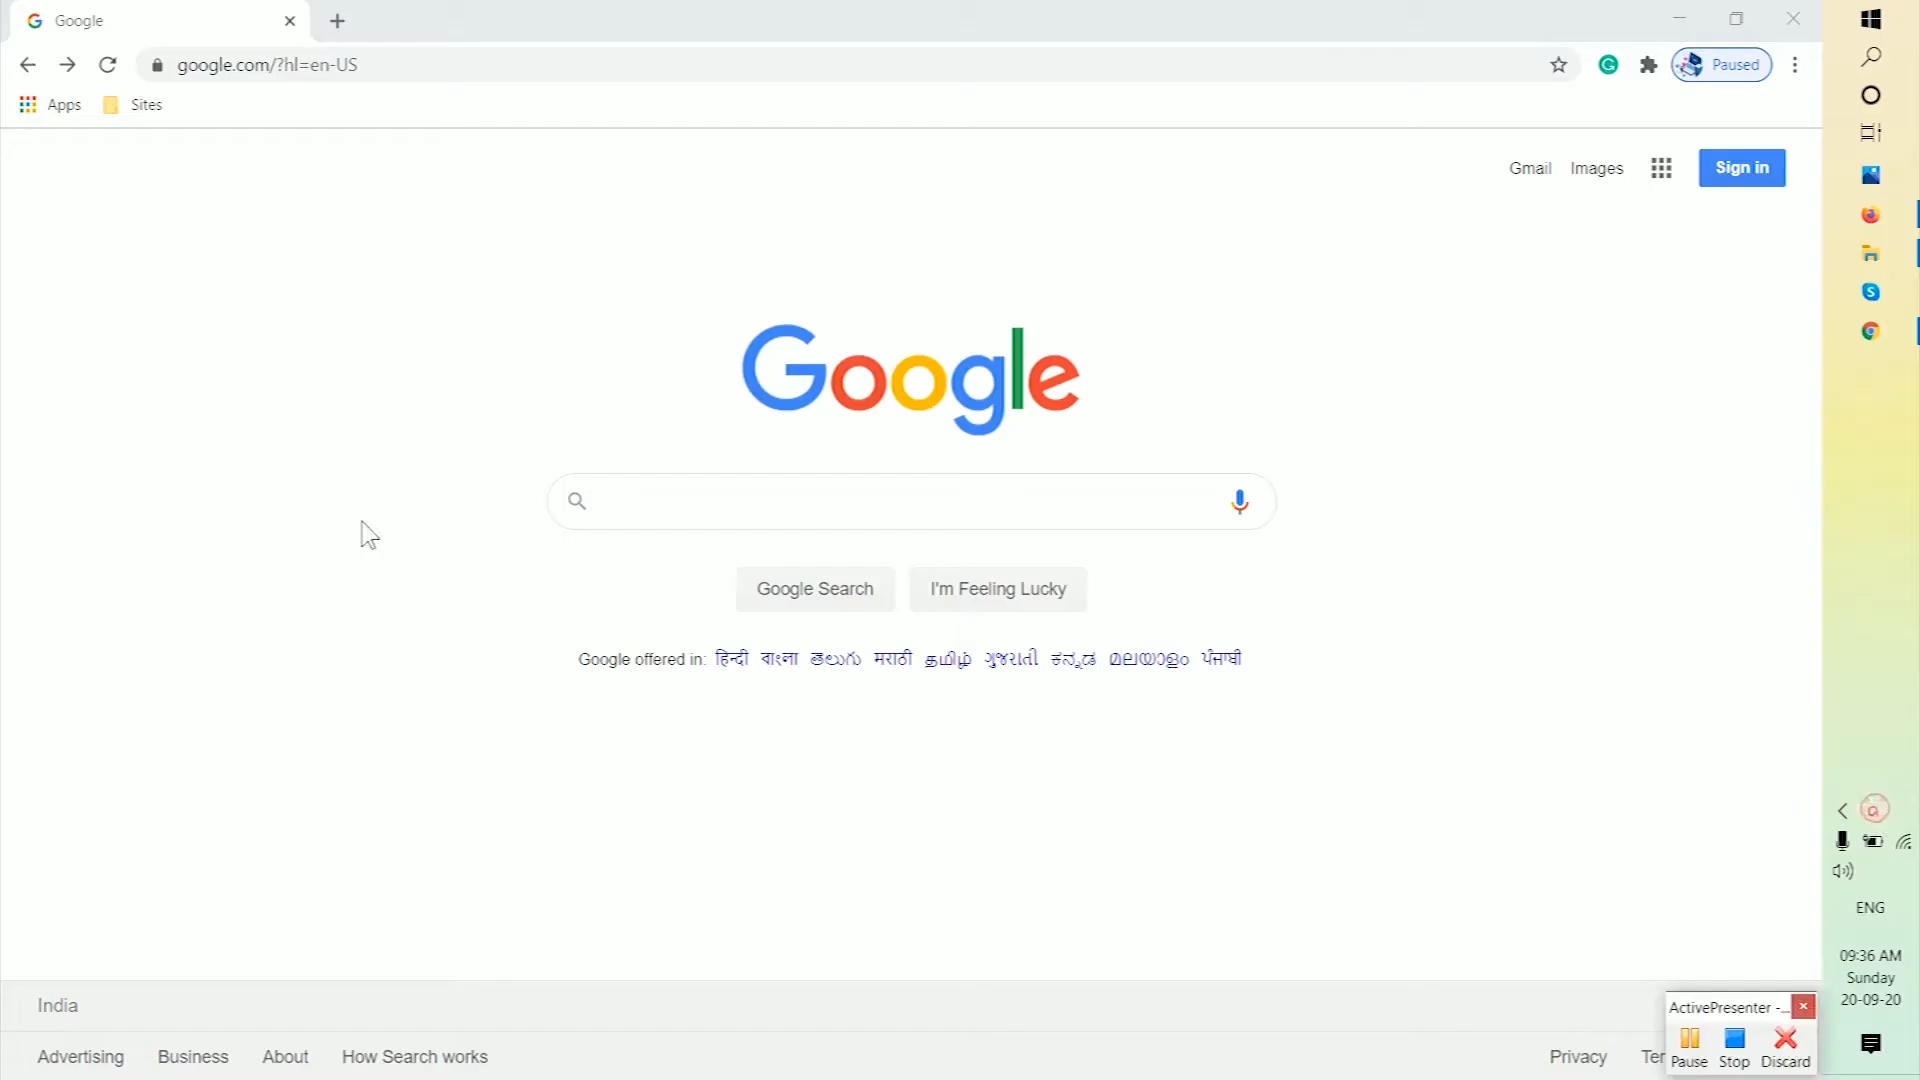 Google
google.com/?hl=en-US
Paused
Apps
Sites
Gmail
Images
Sign in
Google
Google Search
I'm Feeling Lucky
Google offered in: हिन्दी বাংলা తెలుగు मराठी தமிழ் ગુજરાતી ಕನ್ನಡ മലയാളം ਪੰਜਾਬੀ
ENG
09:36 AM
Sunday
20-09-20
India
Advertising
Business
About
How Search works
Privacy
Ter
ActivePresenter -...
Pause
Stop
Discard